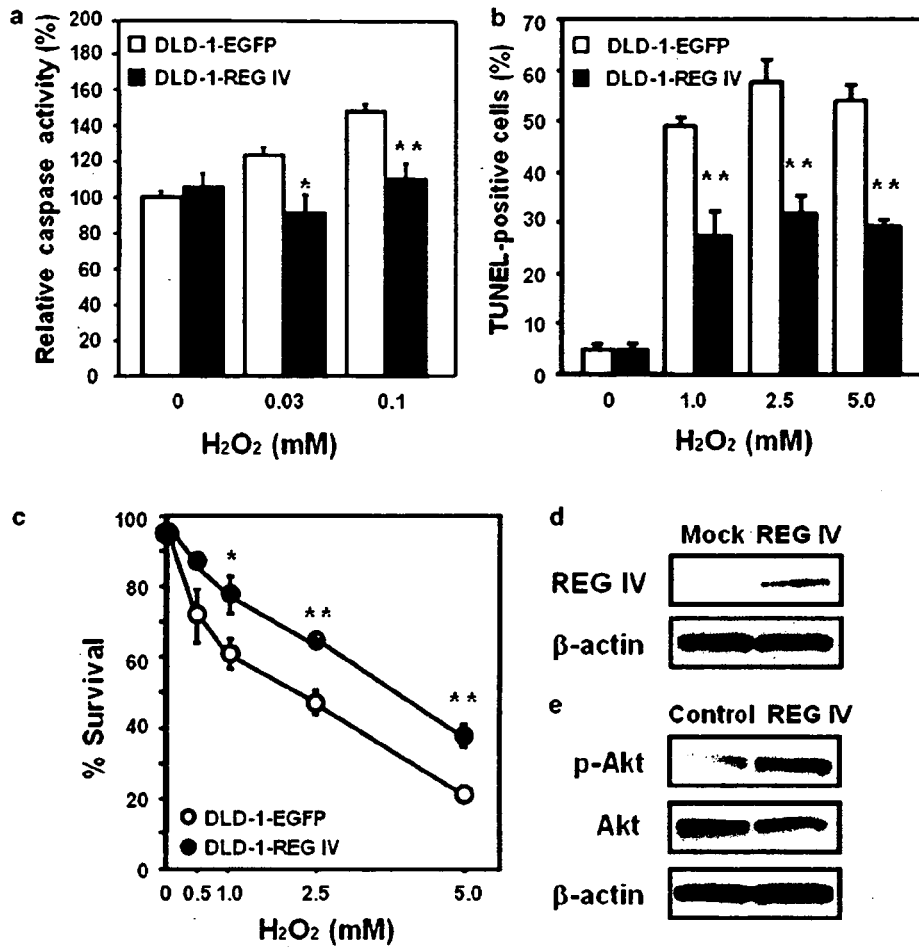 a
Relative caspase activity (%)
200
180
160
140
120
100
80
60
40
20
0
DLD-1-EGFP
DLD-1-REG IV
*
**
0 0.03 0.1
H₂O₂ (mM)
b
TUNEL-positive cells (%)
70
60
50
40
30
20
10
0
DLD-1-EGFP
DLD-1-REG IV
** ** **
0 1.0 2.5 5.0
H₂O₂ (mM)
c
% Survival
100
80
60
40
20
0
*
**
**
DLD-1-EGFP
DLD-1-REG IV
0 0.5 1.0 2.5 5.0
H₂O₂ (mM)
d
Mock REG IV
REG IV
β-actin
e
Control REG IV
p-Akt
Akt
β-actin